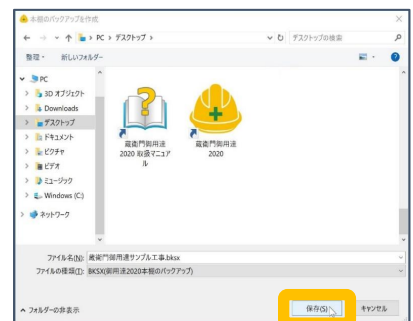 本棚のバックアップを作成
PC > デスクトップ >
デスクトップの検索
整理
新しいフォルダー
PC
3D オブジェクト
Downloads
デスクトップ
ドキュメント
ピクチャ
ビデオ
ミュージック
Windows (C:)
ネットワーク
蔵衛門御用達
2020 取扱マニュア
ル
蔵衛門御用達
2020
ファイル名(N): 蔵衛門御用達サンプル工事.bksx
ファイルの種類(T): BKSX(御用達2020本棚のバックアップ)
フォルダーの非表示
保存(S)
キャンセル